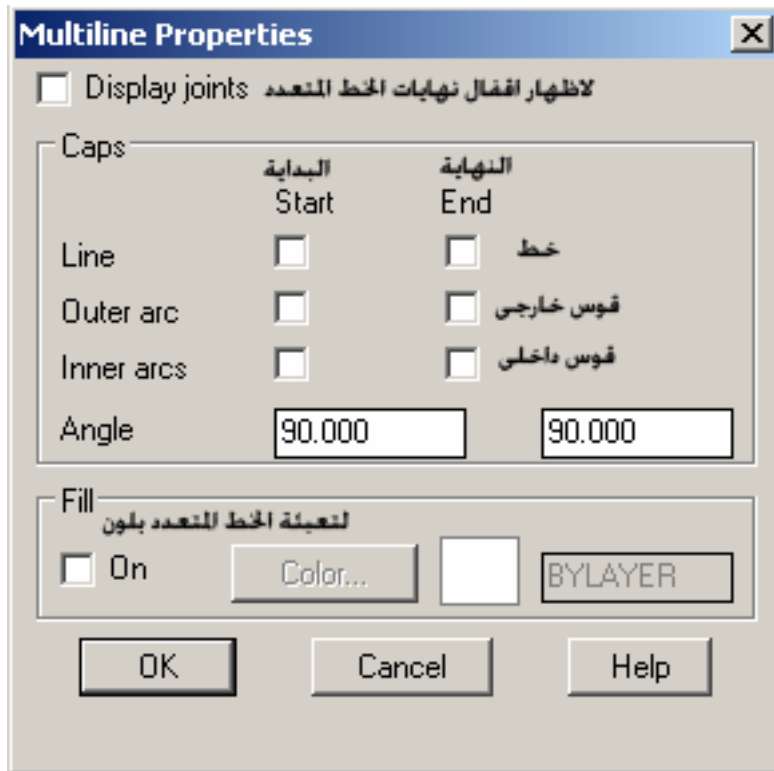 Multiline Properties
Display joints لاظهار اقفال نهايات الخط المتعدد
Caps
البداية النهاية
Start End
Line خط
Outer arc قوس خارجى
Inner arcs قوس داخلى
Angle 90.000 90.000
Fill
لتعبئة الخط المتعدد بلون
On Color... BYLAYER
OK Cancel Help